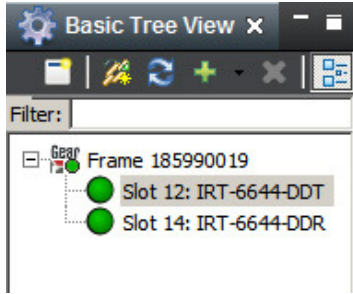 Basic Tree View
Filter:
Gear Frame 185990019
Slot 12: IRT-6644-DDT
Slot 14: IRT-6644-DDR